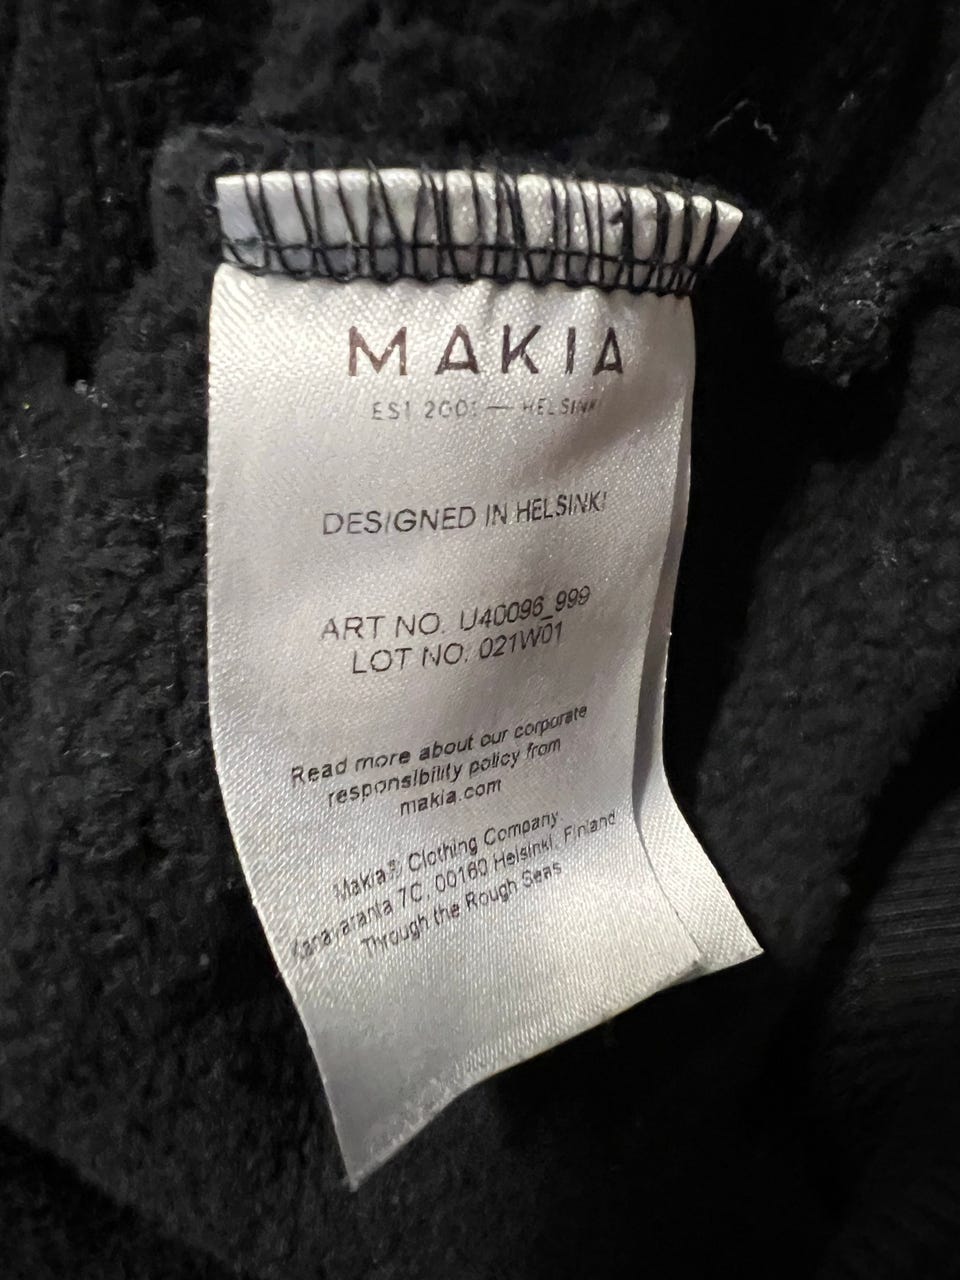 MAKIA
EST 2001 — HELSINKI
DESIGNED IN HELSINKI
ART NO. U40096_999
LOT NO. 021W01
Read more about our corporate
responsibility policy from
makia.com
Makia® Clothing Company.
Kanavaranta 7C, 00160 Helsinki, Finland
Through the Rough Seas